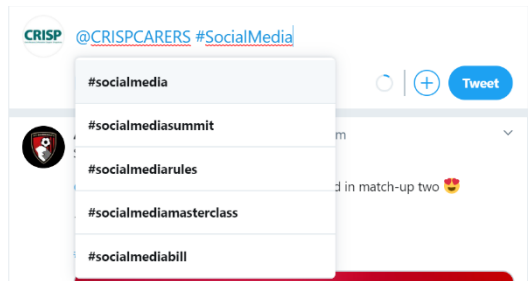 CRISP
@CRISPCARERS #SocialMedia
#socialmedia
Tweet
#socialmediasummit
m
#socialmediarules
d in match-up two 😍
#socialmediamasterclass
#socialmediabill